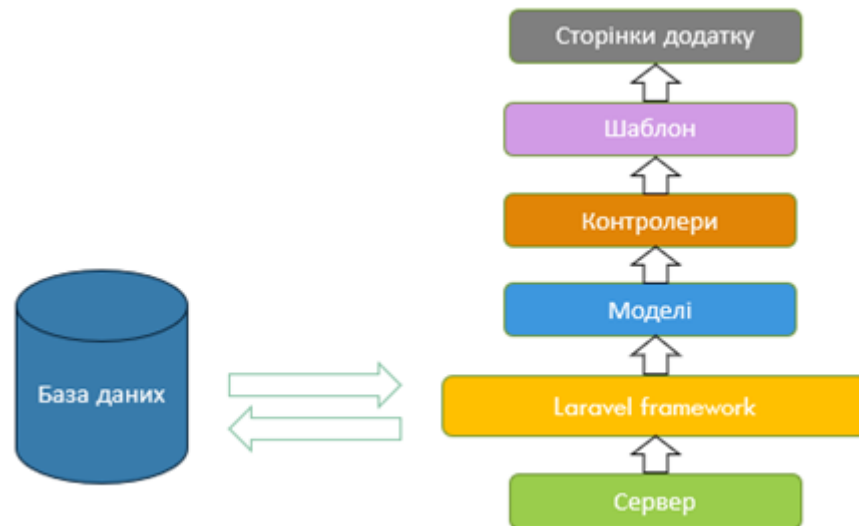 Сторінки додатку
Шаблон
Контролери
Моделі
База даних
Laravel framework
Сервер